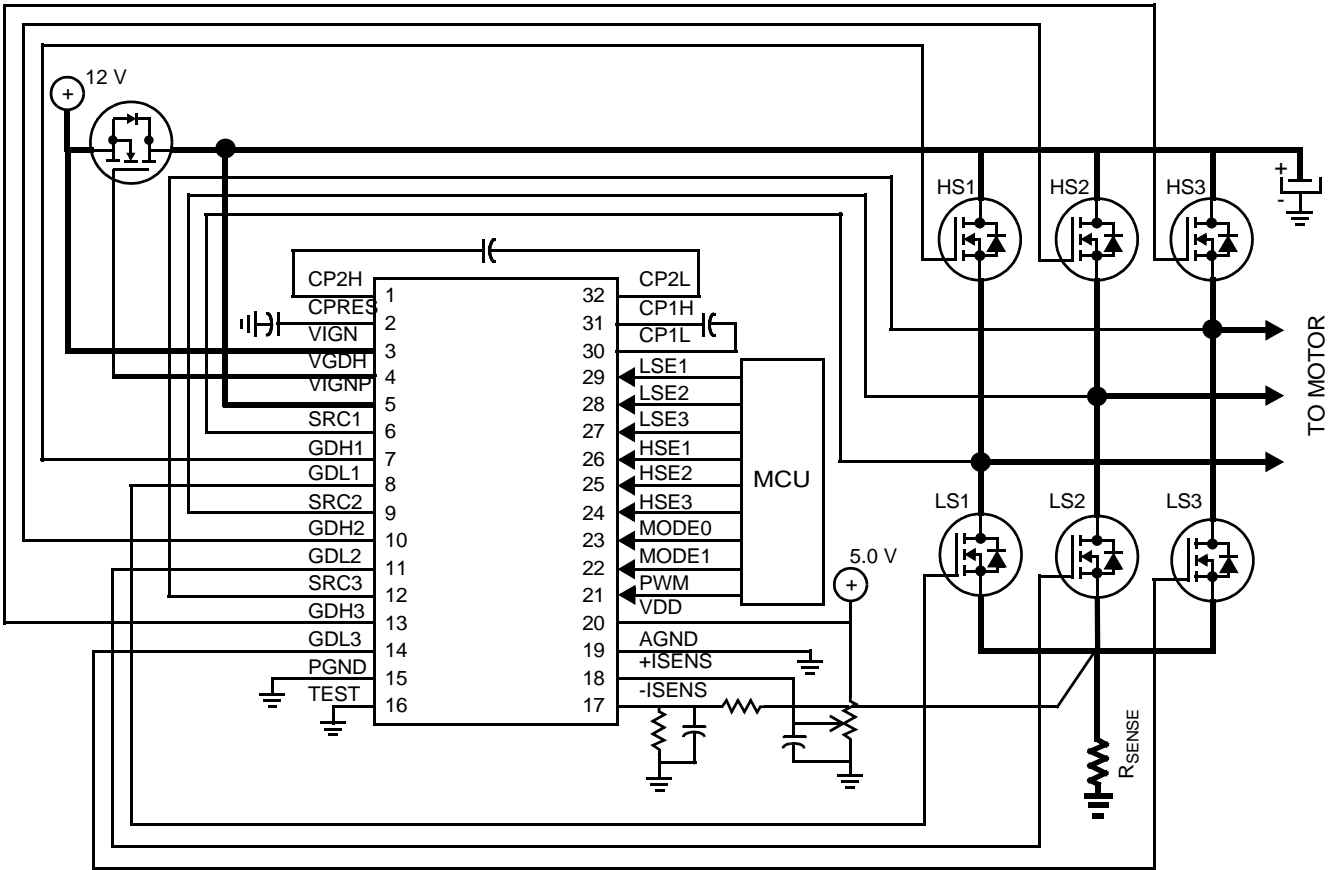 12 V
+
HS1
HS2
HS3
+
-
CP2H
1
CPRES
2
VIGN
3
VGDH
4
VIGNP
5
SRC1
6
GDH1
7
GDL1
8
SRC2
9
GDH2
10
GDL2
11
SRC3
12
GDH3
13
GDL3
14
PGND
15
TEST
16
CP2L
32
CP1H
31
CP1L
30
LSE1
29
LSE2
28
LSE3
27
HSE1
26
HSE2
25
HSE3
24
MODE0
23
MODE1
22
PWM
21
VDD
20
AGND
19
+ISENS
18
-ISENS
17
MCU
5.0 V
+
LS1
LS2
LS3
TO MOTOR
RSENSE